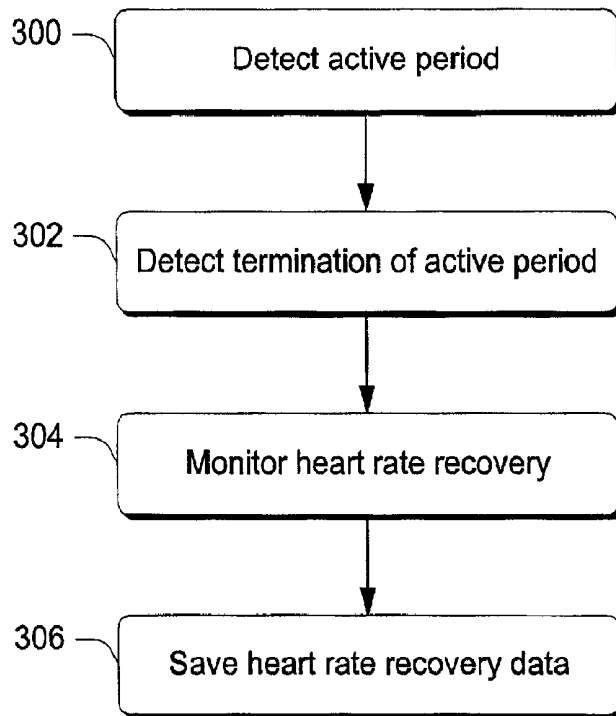 300
Detect active period
302
Detect termination of active period
304
Monitor heart rate recovery
306
Save heart rate recovery data